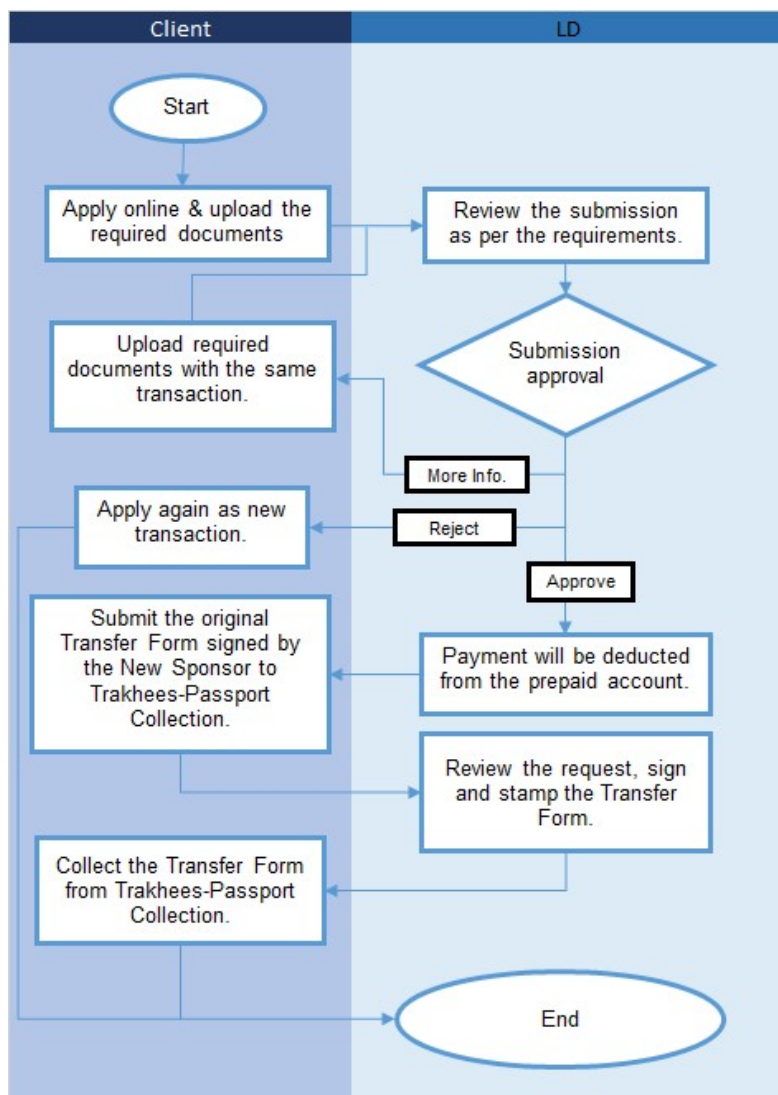 Client
LD
Start
Apply online & upload the
required documents
Review the submission
as per the requirements.
Upload required
documents with the same
transaction.
Submission
approval
More Info.
Apply again as new
transaction.
Reject
Approve
Submit the original
Transfer Form signed by
the New Sponsor to
Trakhees-Passport
Collection.
Payment will be deducted
from the prepaid account.
Review the request, sign
and stamp the Transfer
Form.
Collect the Transfer Form
from Trakhees-Passport
Collection.
End